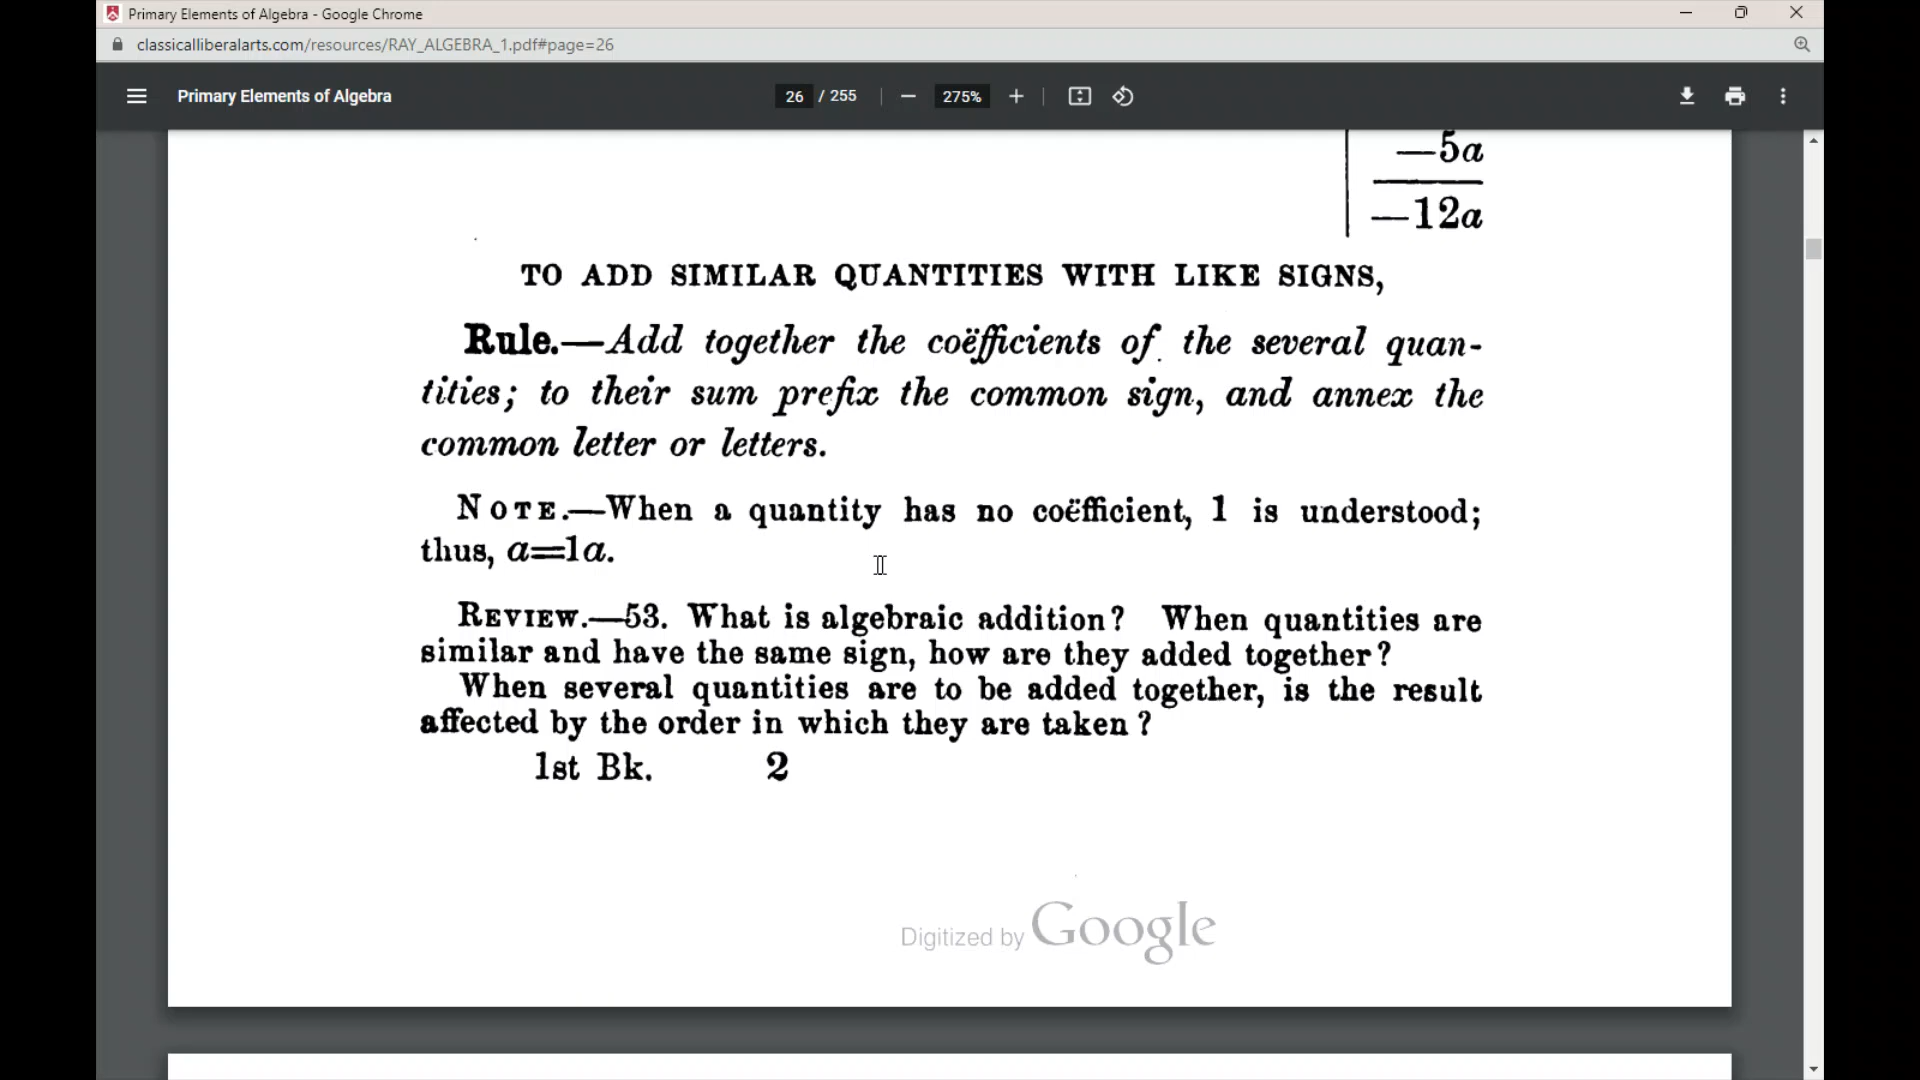 Primary Elements of Algebra - Google Chrome
classicalliberalarts.com/resources/RAY_ALGEBRA_1.pdf#page=26
Primary Elements of Algebra
26 / 255
275%
—5a
—12a
TO ADD SIMILAR QUANTITIES WITH LIKE SIGNS,
Rule.—Add together the coëfficients of the several quan-
tities; to their sum prefix the common sign, and annex the
common letter or letters.
NOTE.—When a quantity has no coëfficient, 1 is understood;
thus, a=1a.
REVIEW.—53. What is algebraic addition? When quantities are
similar and have the same sign, how are they added together?
When several quantities are to be added together, is the result
affected by the order in which they are taken?
1st Bk. 2
Digitized by Google